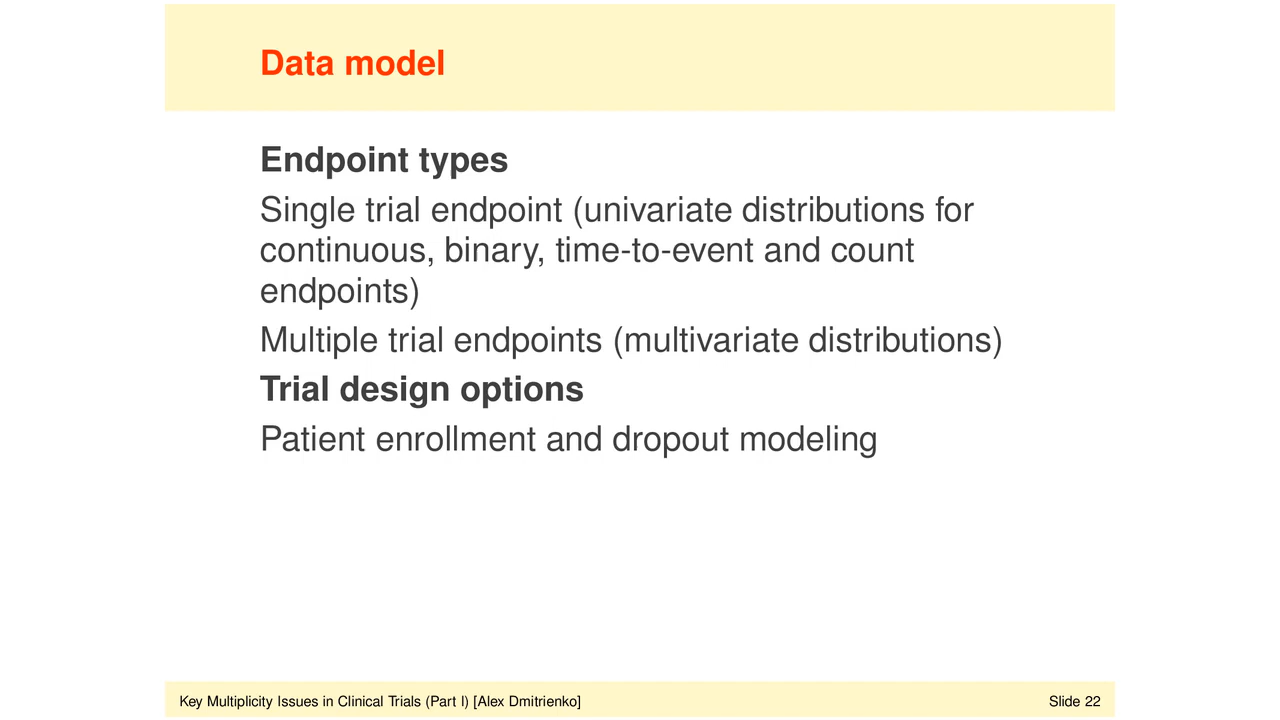 Data model
Endpoint types
Single trial endpoint (univariate distributions for
continuous, binary, time-to-event and count
endpoints)
Multiple trial endpoints (multivariate distributions)
Trial design options
Patient enrollment and dropout modeling
Key Multiplicity Issues in Clinical Trials (Part I) [Alex Dmitrienko]
Slide 22